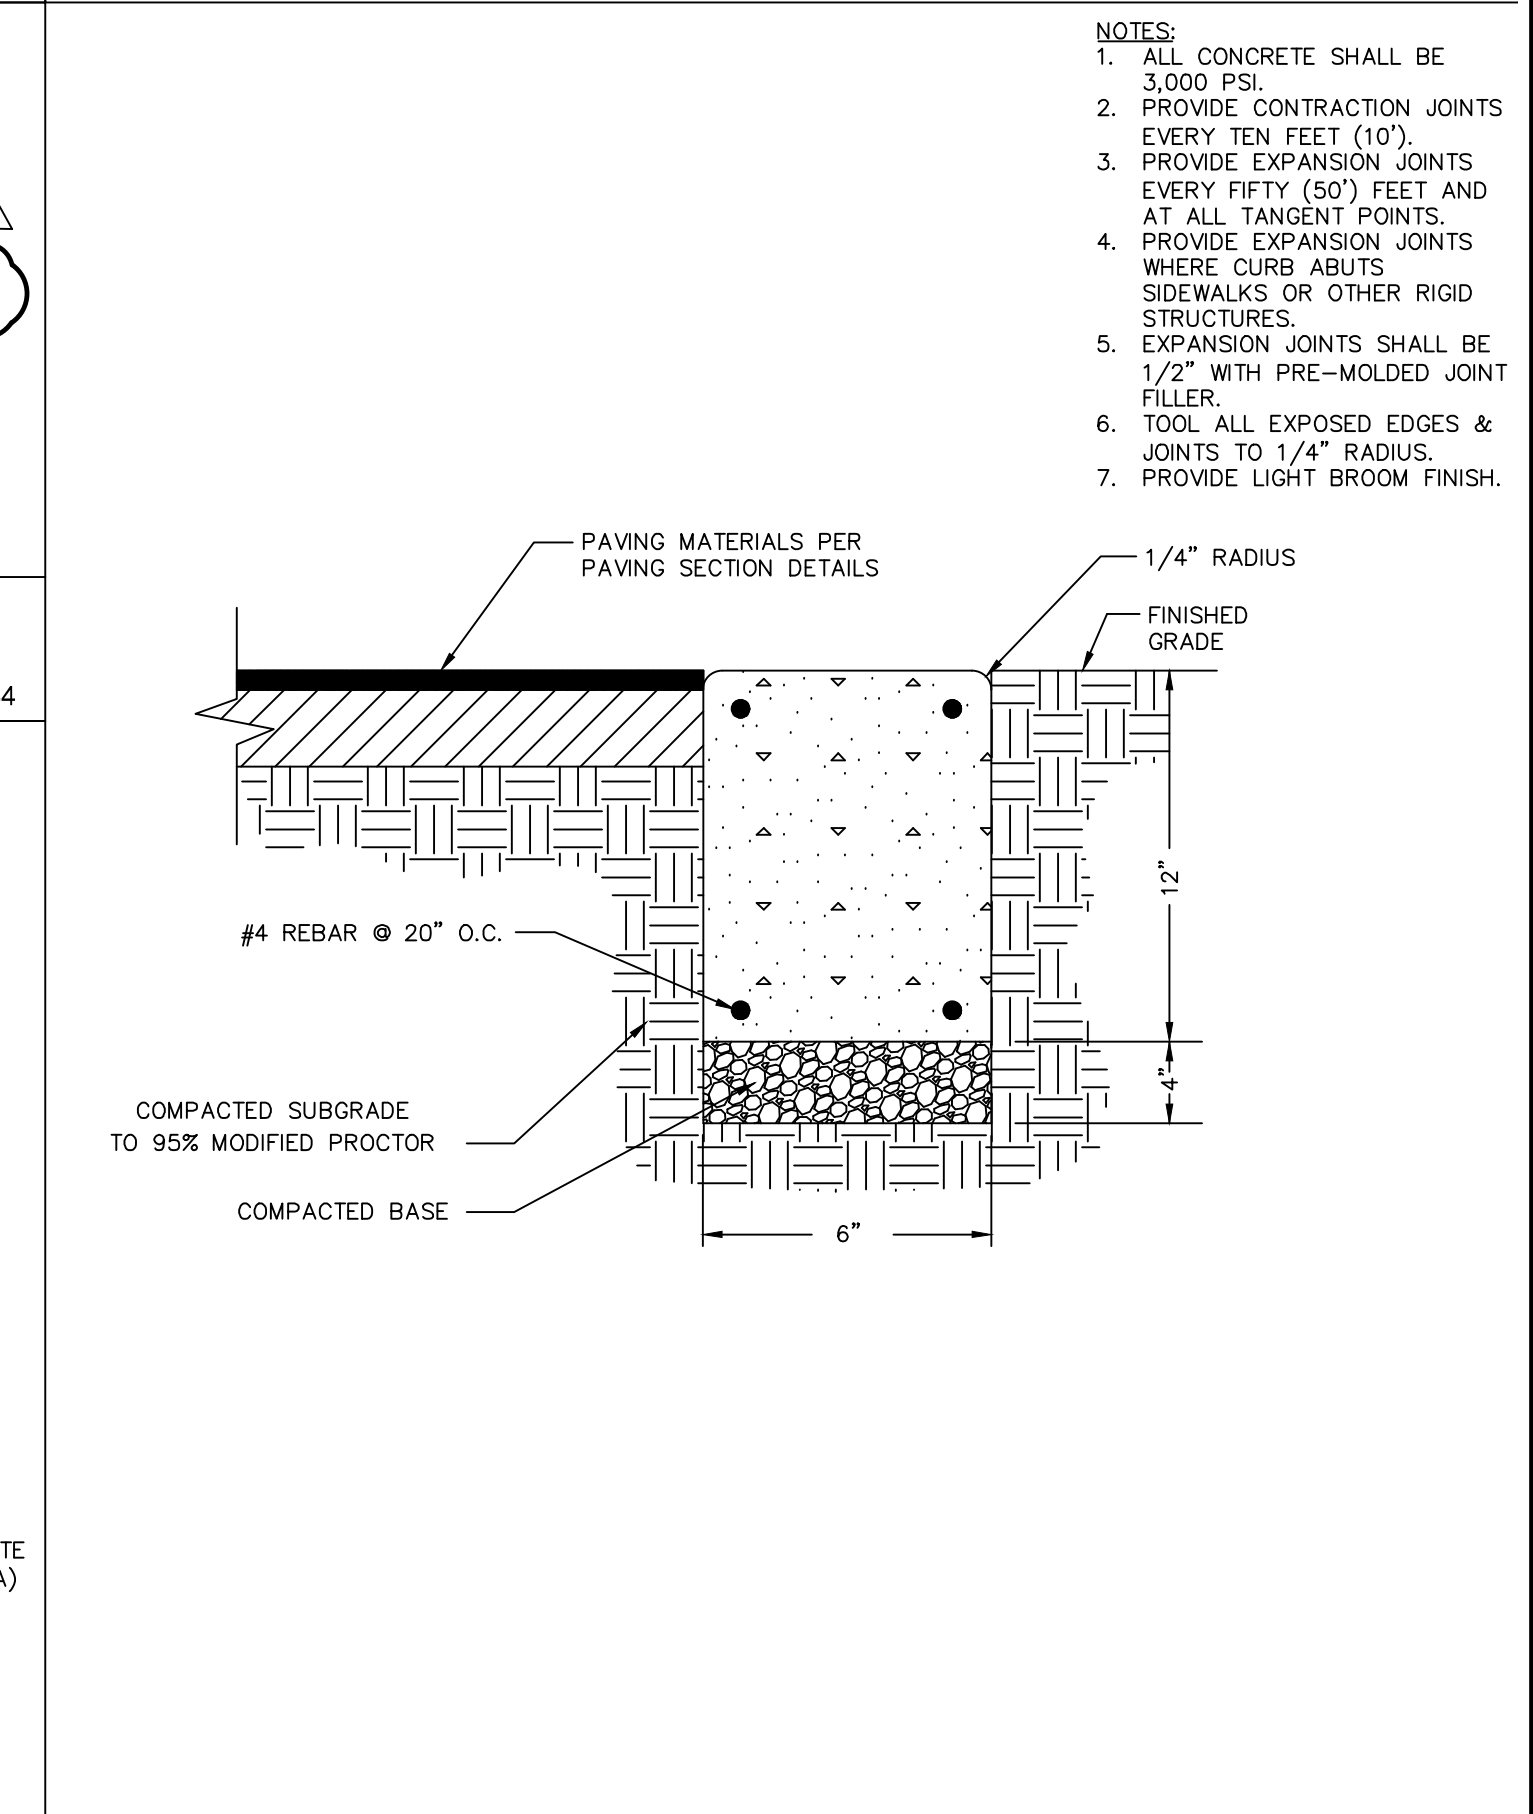 NOTES:
1. ALL CONCRETE SHALL BE
3,000 PSI.
2. PROVIDE CONTRACTION JOINTS
EVERY TEN FEET (10').
3. PROVIDE EXPANSION JOINTS
EVERY FIFTY (50') FEET AND
AT ALL TANGENT POINTS.
4. PROVIDE EXPANSION JOINTS
WHERE CURB ABUTS
SIDEWALKS OR OTHER RIGID
STRUCTURES.
5. EXPANSION JOINTS SHALL BE
1/2" WITH PRE-MOLDED JOINT
FILLER.
6. TOOL ALL EXPOSED EDGES &
JOINTS TO 1/4" RADIUS.
7. PROVIDE LIGHT BROOM FINISH.
PAVING MATERIALS PER
PAVING SECTION DETAILS
1/4" RADIUS
FINISHED
GRADE
4
12"
#4 REBAR @ 20" O.C.
4"
COMPACTED SUBGRADE
TO 95% MODIFIED PROCTOR
COMPACTED BASE
6"
TE
A)